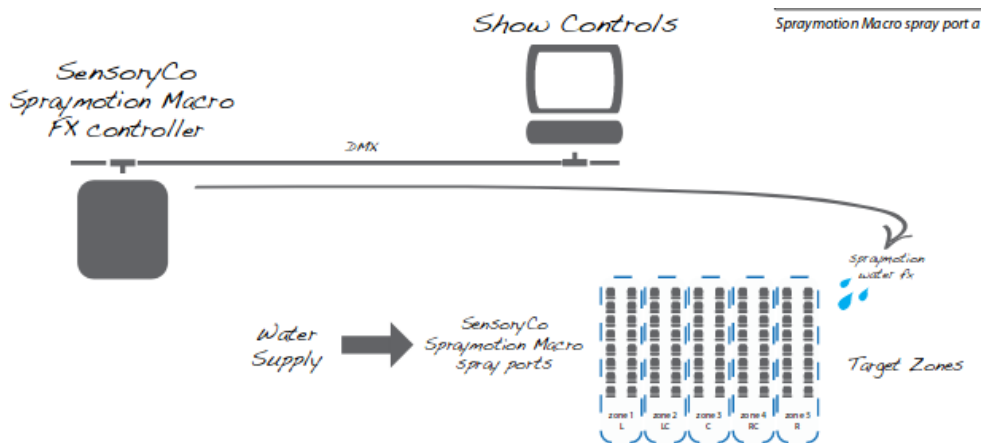 Show Controls
Spraymotion Macro spray port a
SensoryCo
Spraymotion Macro
FX controller
DMX
spraymotion
water fx
Water
Supply
SensoryCo
Spraymotion Macro
spray ports
Target Zones
zone 1
L
zone 2
LC
zone 3
C
zone 4
RC
zone 5
R